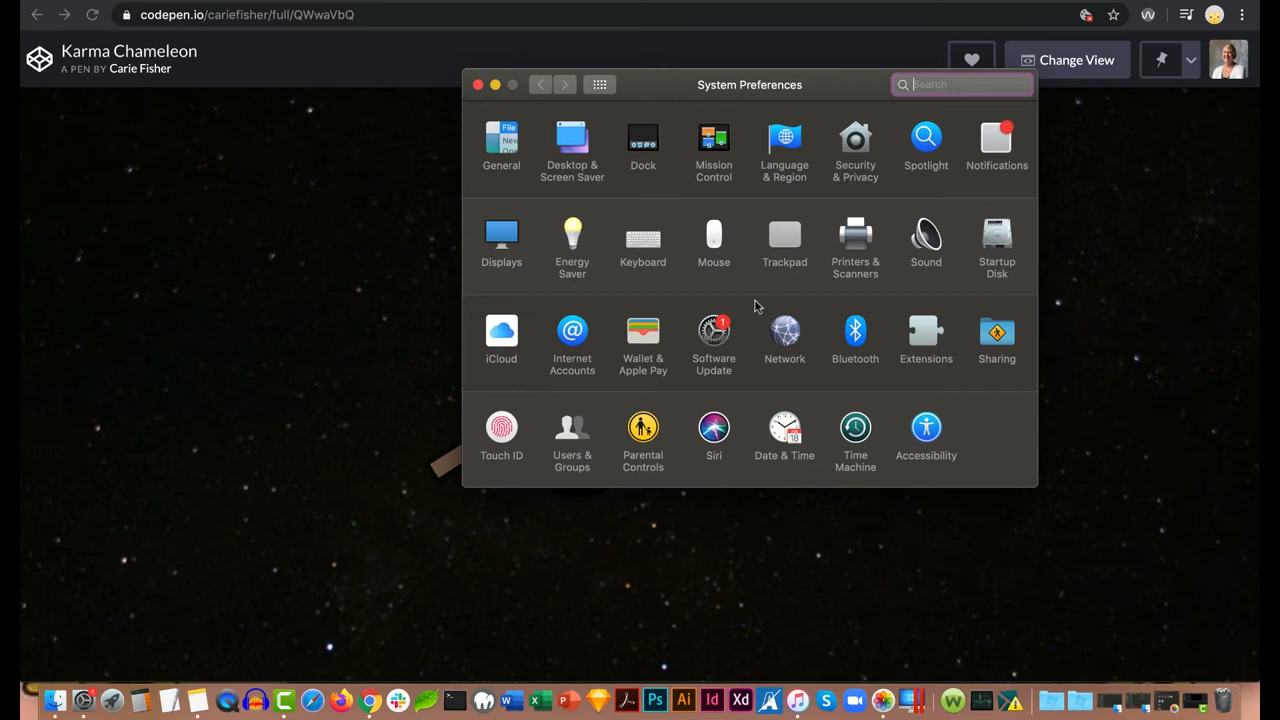 codepen.io/cariefisher/full/QWwaVbQ
Karma Chameleon
A PEN BY Carie Fisher
Change View
System Preferences
Search
General
Desktop &
Screen Saver
Dock
Mission
Control
Language
& Region
Security
& Privacy
Spotlight
Notifications
Displays
Energy
Saver
Keyboard
Mouse
Trackpad
Printers &
Scanners
Sound
Startup
Disk
iCloud
Internet
Accounts
Wallet &
Apple Pay
1
Software
Update
Network
Bluetooth
Extensions
Sharing
Touch ID
Users &
Groups
Parental
Controls
Siri
Date & Time
Time
Machine
Accessibility